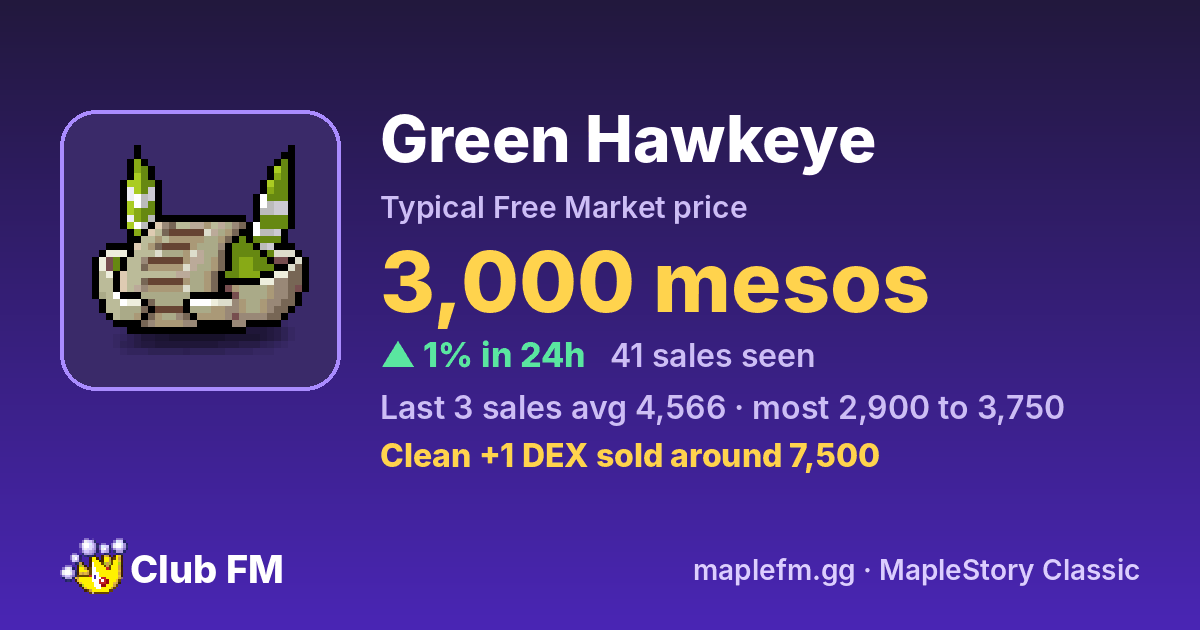 Green Hawkeye
Typical Free Market price
3,000 mesos
▲ 1% in 24h 41 sales seen
Last 3 sales avg 4,566 · most 2,900 to 3,750
Clean +1 DEX sold around 7,500
Club FM
maplefm.gg · MapleStory Classic